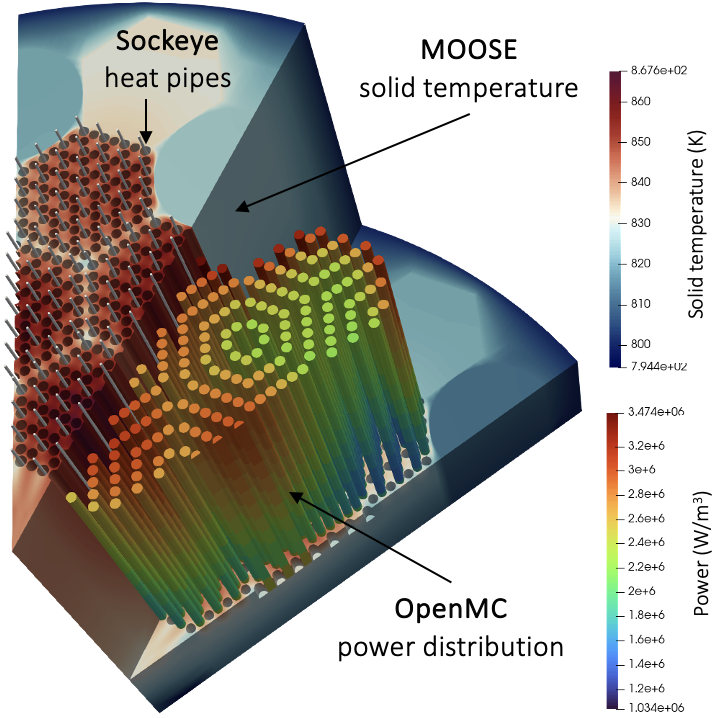 Sockeye
heat pipes
MOOSE
solid temperature
8.676e+02
860
850
840
830
820
810
800
7.944e+02
Solid temperature (K)
3.474e+06
3.2e+6
3e+6
2.8e+6
2.6e+6
2.4e+6
2.2e+6
2e+6
1.8e+6
1.6e+6
1.4e+6
1.2e+6
1.034e+06
Power (W/m³)
OpenMC
power distribution